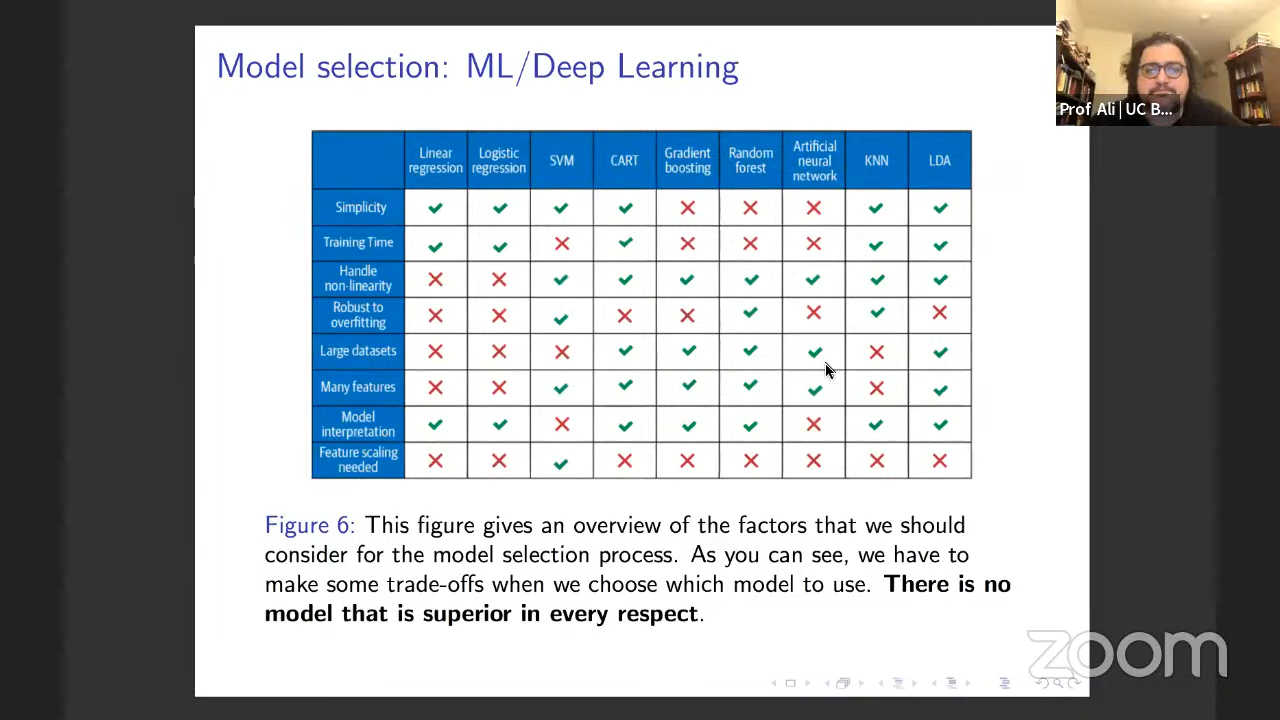 Model selection: ML/Deep Learning
Prof Ali | UC B...
Linear regression
Logistic regression
SVM
CART
Gradient boosting
Random forest
Artificial neural network
KNN
LDA
Simplicity
Training Time
Handle non-linearity
Robust to overfitting
Large datasets
Many features
Model interpretation
Feature scaling needed
Figure 6: This figure gives an overview of the factors that we should
consider for the model selection process. As you can see, we have to
make some trade-offs when we choose which model to use. There is no
model that is superior in every respect.
zoom